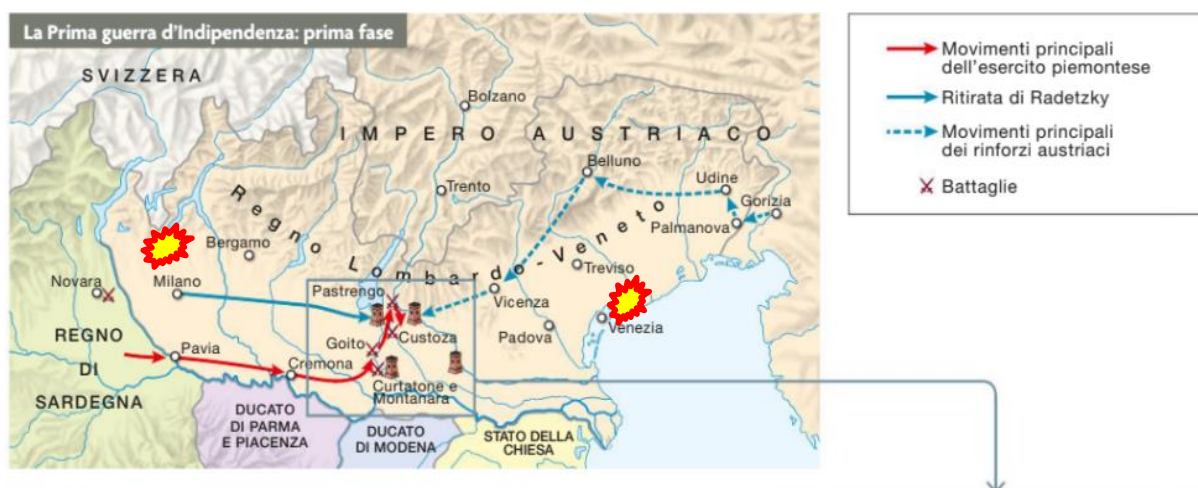 La Prima guerra d'Indipendenza: prima fase
SVIZZERA
Bolzano
IMPERO AUSTRIACO
Belluno
Trento
Udine
Gorizia
Palmanova
Regno Lombardo-Veneto
Bergamo
Treviso
Novara
Milano
Pastrengo
Vicenza
Venezia
REGNO
DI
SARDEGNA
Goito
Custoza
Padova
Pavia
Cremona
Curtatone e
Montanara
DUCATO
DI PARMA
E PIACENZA
DUCATO
DI MODENA
STATO DELLA
CHIESA
Movimenti principali
dell'esercito piemontese
Ritirata di Radetzky
Movimenti principali
dei rinforzi austriaci
Battaglie